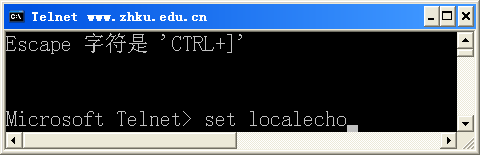 Telnet www.zhku.edu.cn
Escape 字符是 'CTRL+]'
Microsoft Telnet> set localecho